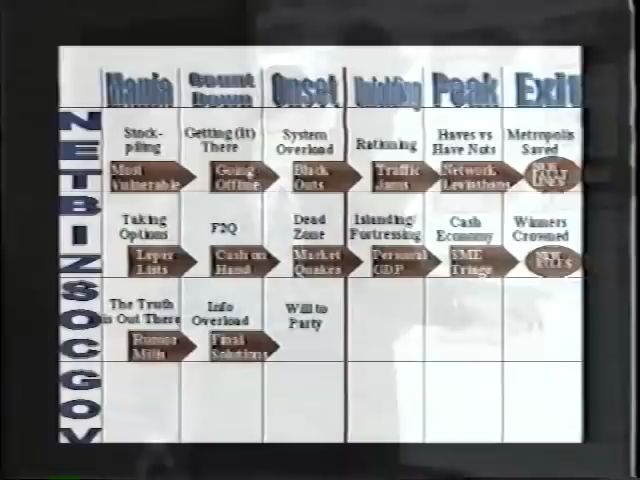 Mania Count Down Onset Unfolding Peak Exit
NET
Stock-piling
Getting (It) There
System Overload
Rationing
Haves vs Have Nots
Metropolis Saved
Most Vulnerable
Going Offline
Black Outs
Traffic Jams
Network Leviathans
BIZ
Taking Options
F2Q
Dead Zone
Islanding/ Fortressing
Cash Economy
Winners Crowned
Leper Lists
Cash on Hand
Market Quakes
Personal GDP
SME Triage
SOC
The Truth is Out There
Info Overload
Will to Party
Rumor Mills
Final Solutions
GOV